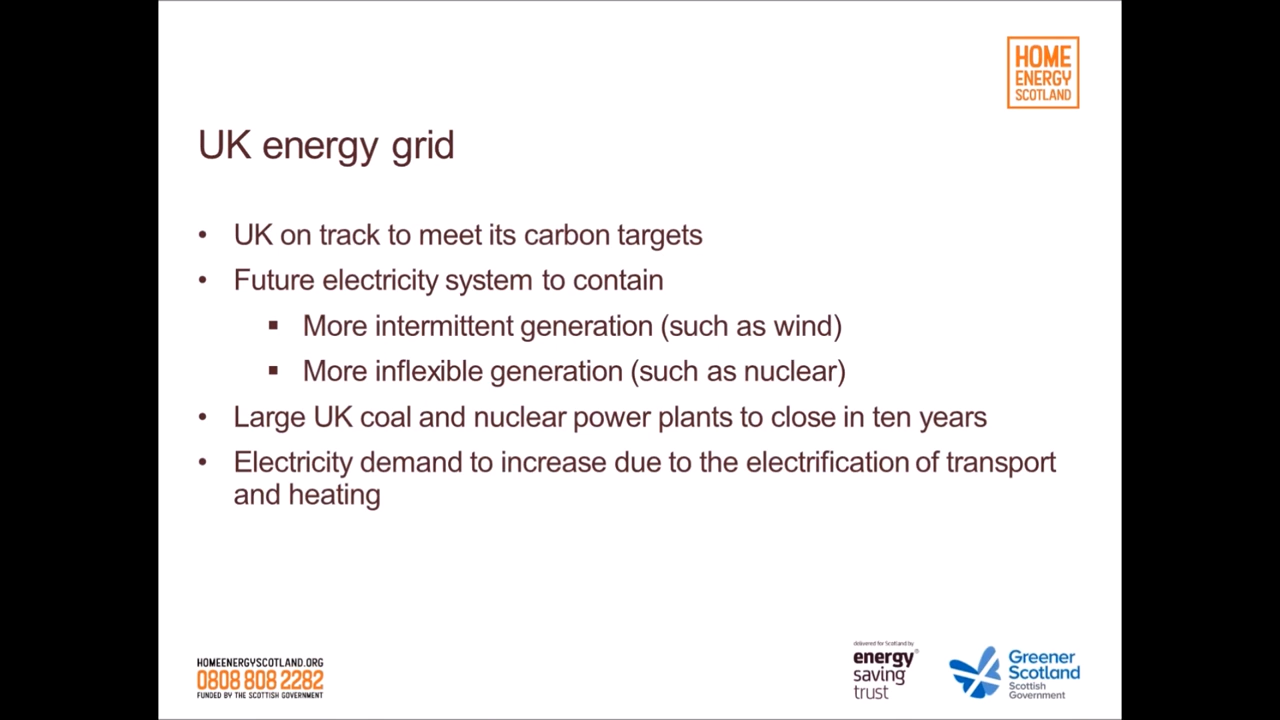 HOME
ENERGY
SCOTLAND
UK energy grid
• UK on track to meet its carbon targets
• Future electricity system to contain
▪ More intermittent generation (such as wind)
▪ More inflexible generation (such as nuclear)
• Large UK coal and nuclear power plants to close in ten years
• Electricity demand to increase due to the electrification of transport
and heating
HOMEENERGYSCOTLAND.ORG
0808 808 2282
FUNDED BY THE SCOTTISH GOVERNMENT
delivered for Scotland by
energy®
saving
trust
Greener
Scotland
Scottish
Government